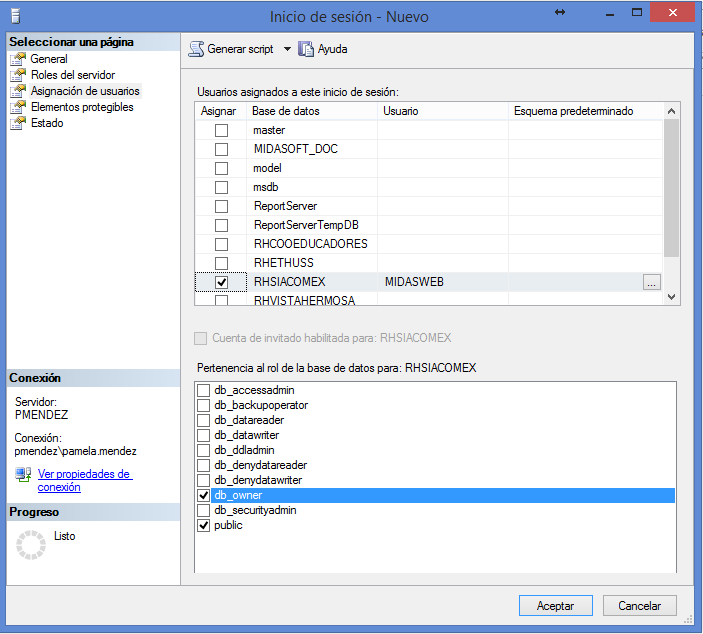 Inicio de sesión - Nuevo
Seleccionar una página
General
Roles del servidor
Asignación de usuarios
Elementos protegibles
Estado
Generar script
Ayuda
Usuarios asignados a este inicio de sesión:
Asignar Base de datos Usuario Esquema predeterminado
master
MIDASOFT_DOC
model
msdb
ReportServer
ReportServerTempDB
RHCOOEDUCADORES
RHETHUSS
RHSIACOMEX MIDASWEB ...
RHVISTAHERMOSA
Cuenta de invitado habilitada para: RHSIACOMEX
Pertenencia al rol de la base de datos para: RHSIACOMEX
db_accessadmin
db_backupoperator
db_datareader
db_datawriter
db_ddladmin
db_denydatareader
db_denydatawriter
db_owner
db_securityadmin
public
Conexión
Servidor:
PMENDEZ
Conexión:
pmendez\pamela.mendez
Ver propiedades de
conexión
Progreso
Listo
Aceptar
Cancelar